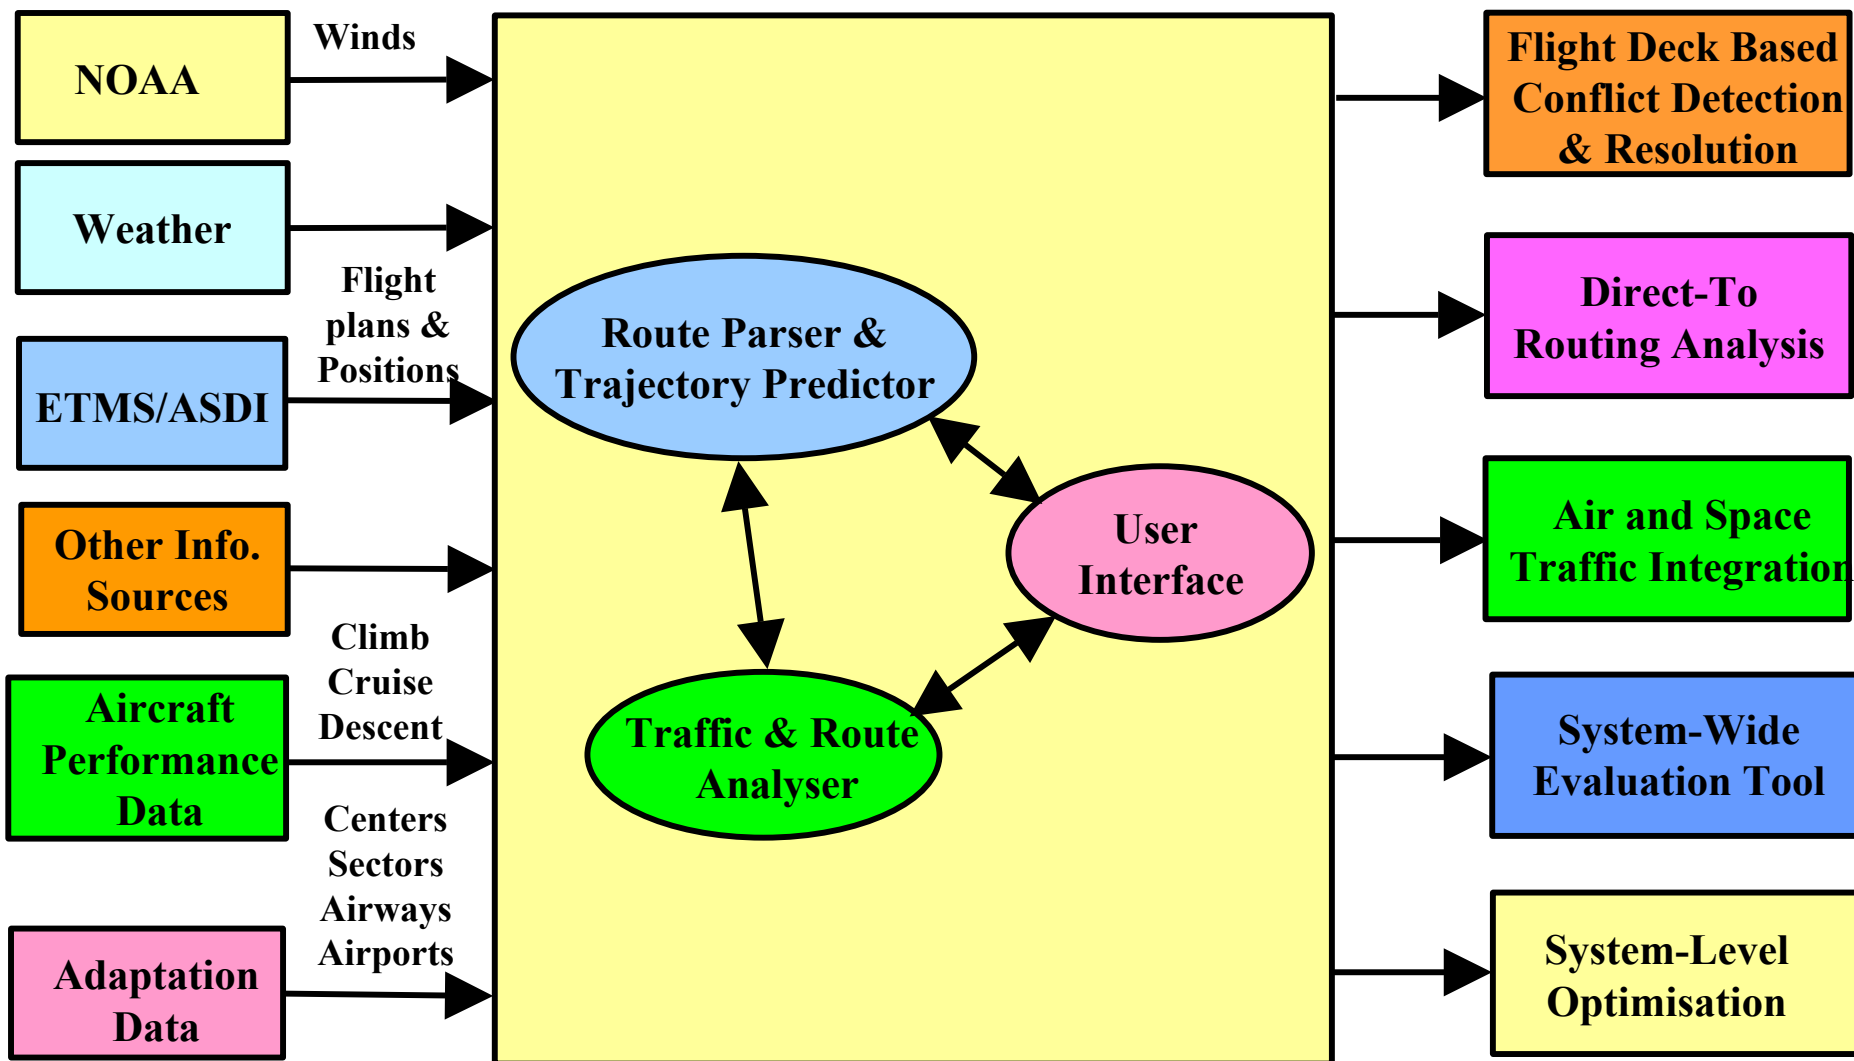 NOAA
Winds
Weather
Flight
plans &
Positions
ETMS/ASDI
Other Info.
Sources
Climb
Cruise
Descent
Aircraft
Performance
Data
Centers
Sectors
Airways
Airports
Adaptation
Data
Route Parser &
Trajectory Predictor
User
Interface
Traffic & Route
Analyser
Flight Deck Based
Conflict Detection
& Resolution
Direct-To
Routing Analysis
Air and Space
Traffic Integration
System-Wide
Evaluation Tool
System-Level
Optimisation